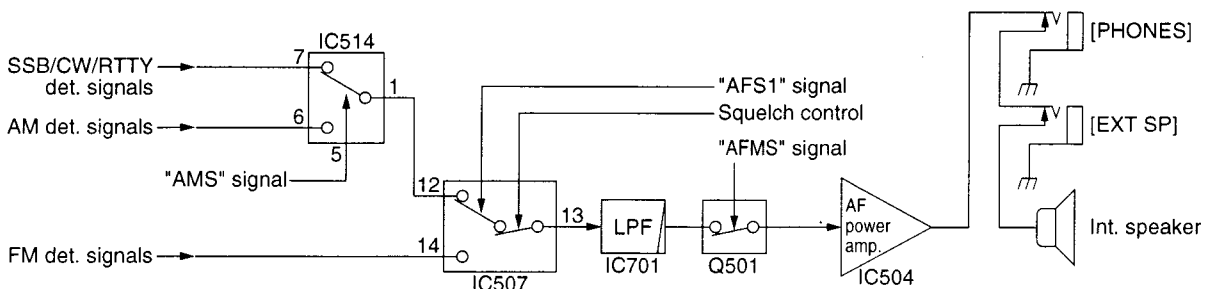 IC514
SSB/CW/RTTY
det. signals
7
1
6
AM det. signals
5
"AMS" signal
"AFS1" signal
Squelch control
"AFMS" signal
12
13
14
FM det. signals
IC507
LPF
IC701
Q501
AF
power
amp.
IC504
[PHONES]
[EXT SP]
Int. speaker